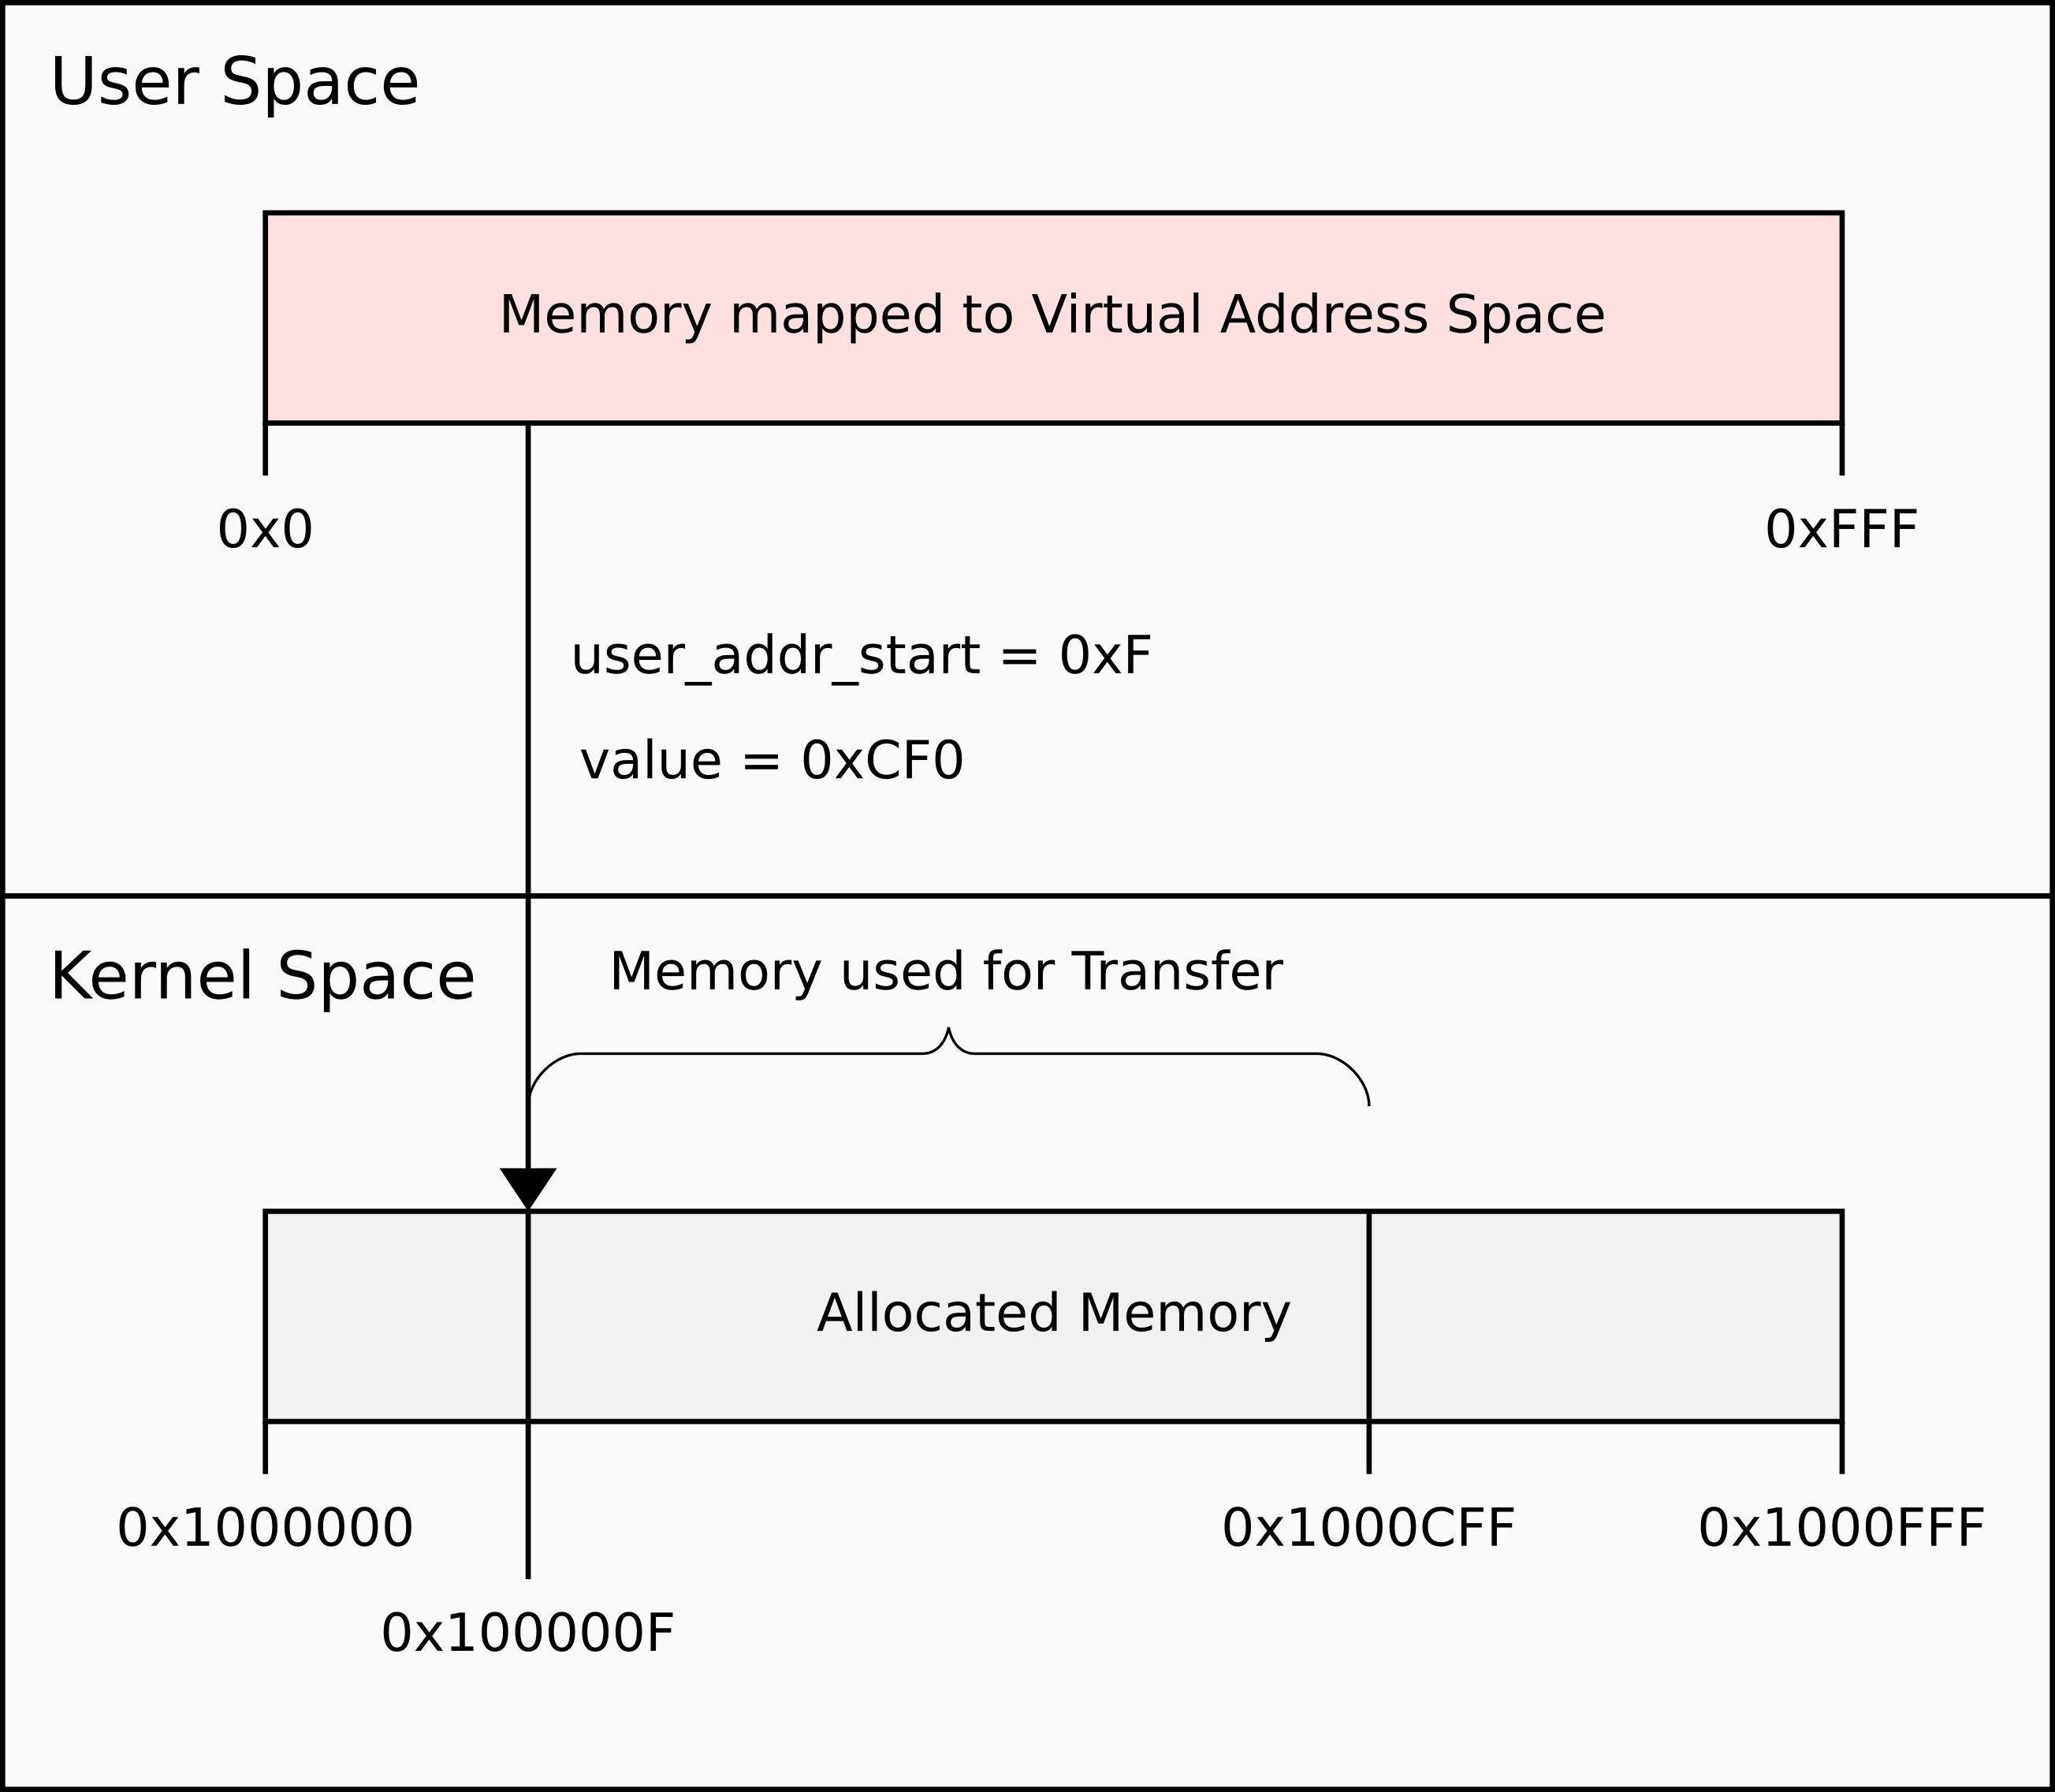 User Space
Memory mapped to Virtual Address Space
0x0
0xFFF
user_addr_start = 0xF
value = 0xCF0
Kernel Space
Memory used for Transfer
Allocated Memory
0x1000000
0x1000CFF
0x1000FFF
0x100000F